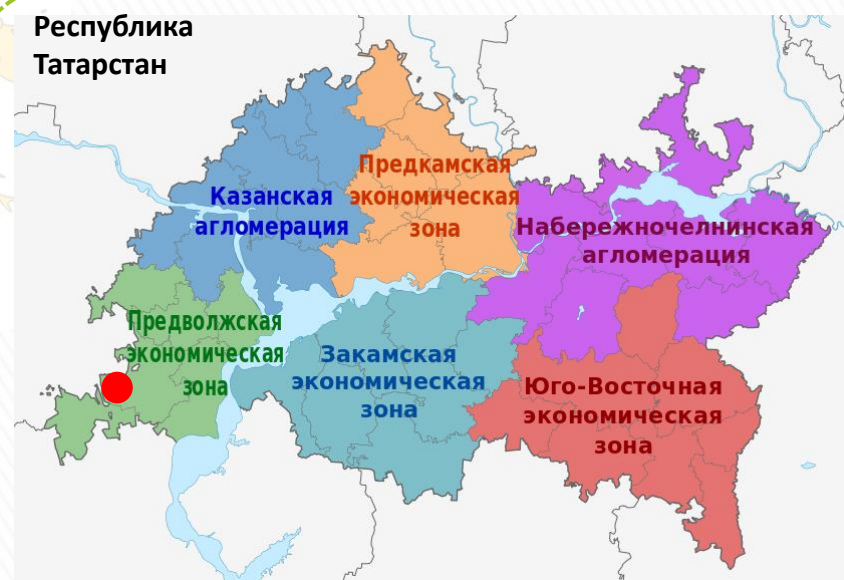 Республика
Татарстан
Предкамская
экономическая
зона
Казанская
агломерация
Набережночелнинская
агломерация
Предволжская
экономическая
зона
Закамская
экономическая
зона
Юго-Восточная
экономическая
зона